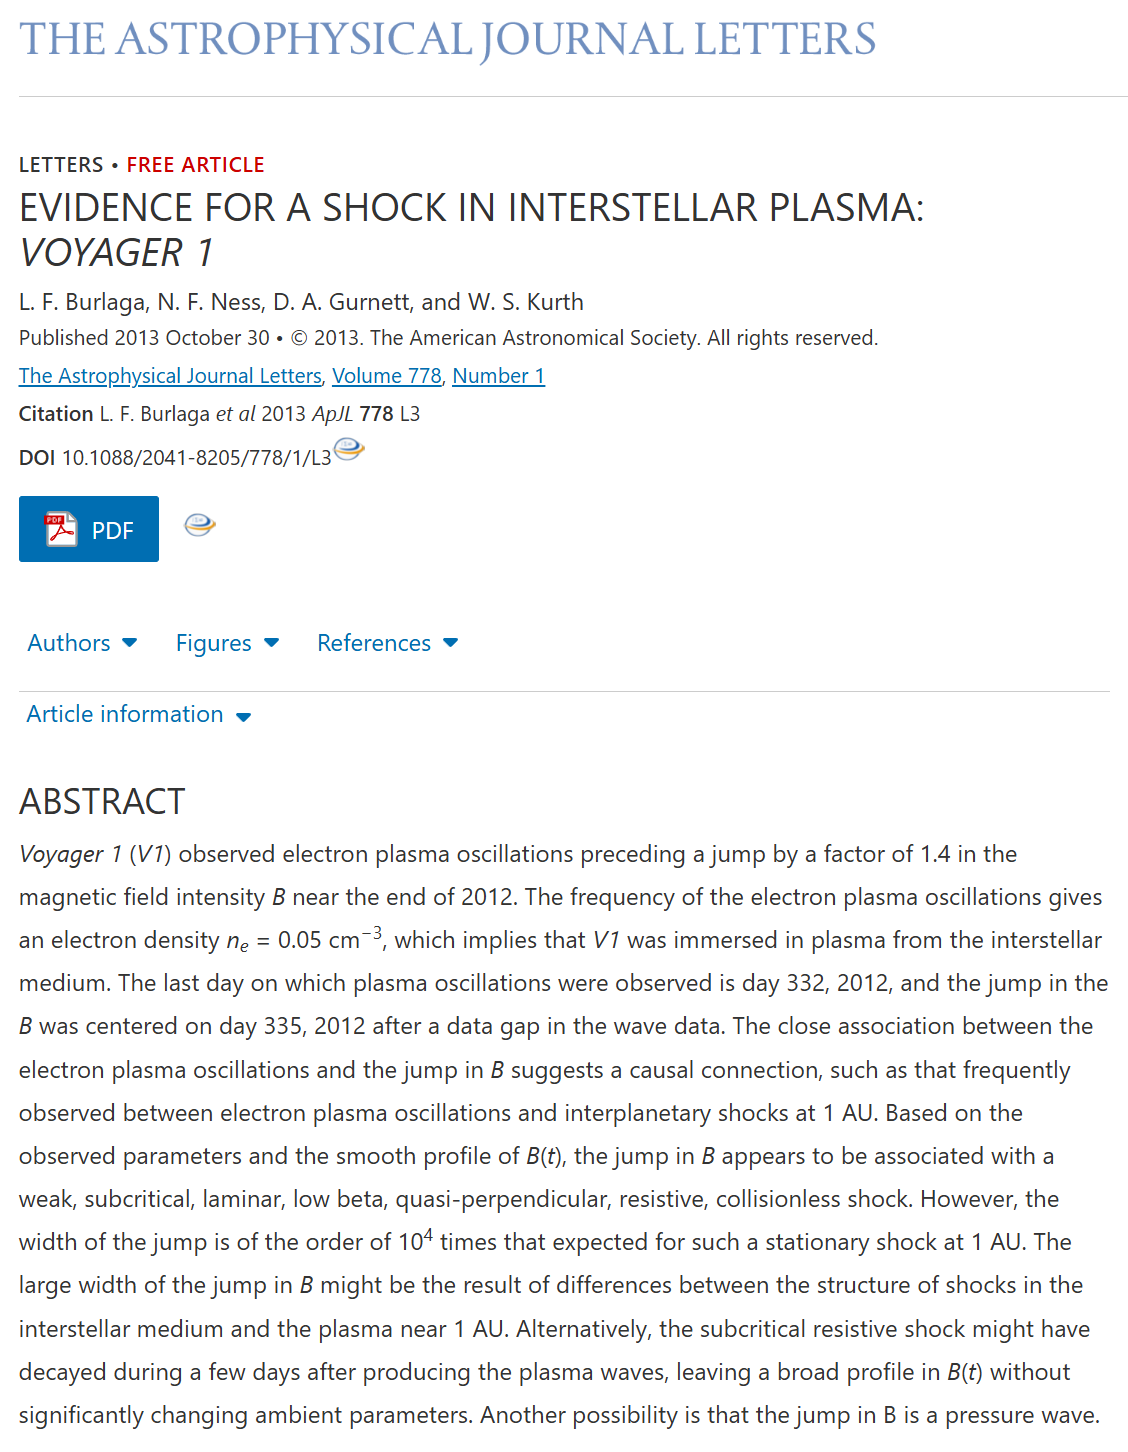 THE ASTROPHYSICAL JOURNAL LETTERS
LETTERS • FREE ARTICLE
EVIDENCE FOR A SHOCK IN INTERSTELLAR PLASMA:
VOYAGER 1
L. F. Burlaga, N. F. Ness, D. A. Gurnett, and W. S. Kurth
Published 2013 October 30 • © 2013. The American Astronomical Society. All rights reserved.
The Astrophysical Journal Letters, Volume 778, Number 1
Citation L. F. Burlaga et al 2013 ApJL 778 L3
DOI 10.1088/2041-8205/778/1/L3
PDF PDF
Authors Figures References
Article information
ABSTRACT
Voyager 1 (V1) observed electron plasma oscillations preceding a jump by a factor of 1.4 in the
magnetic field intensity B near the end of 2012. The frequency of the electron plasma oscillations gives
an electron density nₑ = 0.05 cm⁻³, which implies that V1 was immersed in plasma from the interstellar
medium. The last day on which plasma oscillations were observed is day 332, 2012, and the jump in the
B was centered on day 335, 2012 after a data gap in the wave data. The close association between the
electron plasma oscillations and the jump in B suggests a causal connection, such as that frequently
observed between electron plasma oscillations and interplanetary shocks at 1 AU. Based on the
observed parameters and the smooth profile of B(t), the jump in B appears to be associated with a
weak, subcritical, laminar, low beta, quasi-perpendicular, resistive, collisionless shock. However, the
width of the jump is of the order of 10⁴ times that expected for such a stationary shock at 1 AU. The
large width of the jump in B might be the result of differences between the structure of shocks in the
interstellar medium and the plasma near 1 AU. Alternatively, the subcritical resistive shock might have
decayed during a few days after producing the plasma waves, leaving a broad profile in B(t) without
significantly changing ambient parameters. Another possibility is that the jump in B is a pressure wave.